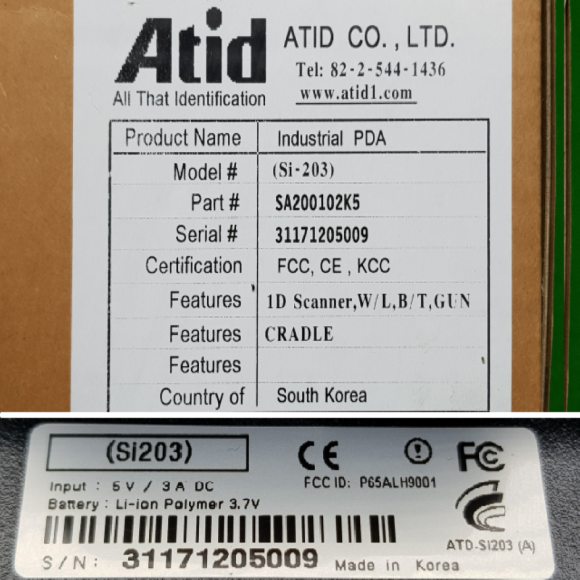 Atid
All That Identification
ATID CO. , LTD.
Tel: 82-2-544-1436
www.atid1.com
Product Name Industrial PDA
Model # (Si-203)
Part # SA200102K5
Serial # 31171205009
Certification FCC, CE , KCC
Features 1D Scanner,W/L,B/T,GUN
Features CRADLE
Features
Country of South Korea
(Si203)
CE
FC
Input : 5V / 3A DC
FCC ID: P65ALH9001
Battery : Li-ion Polymer 3.7V
ATD-Si203 (A)
S/N: 31171205009 Made in Korea